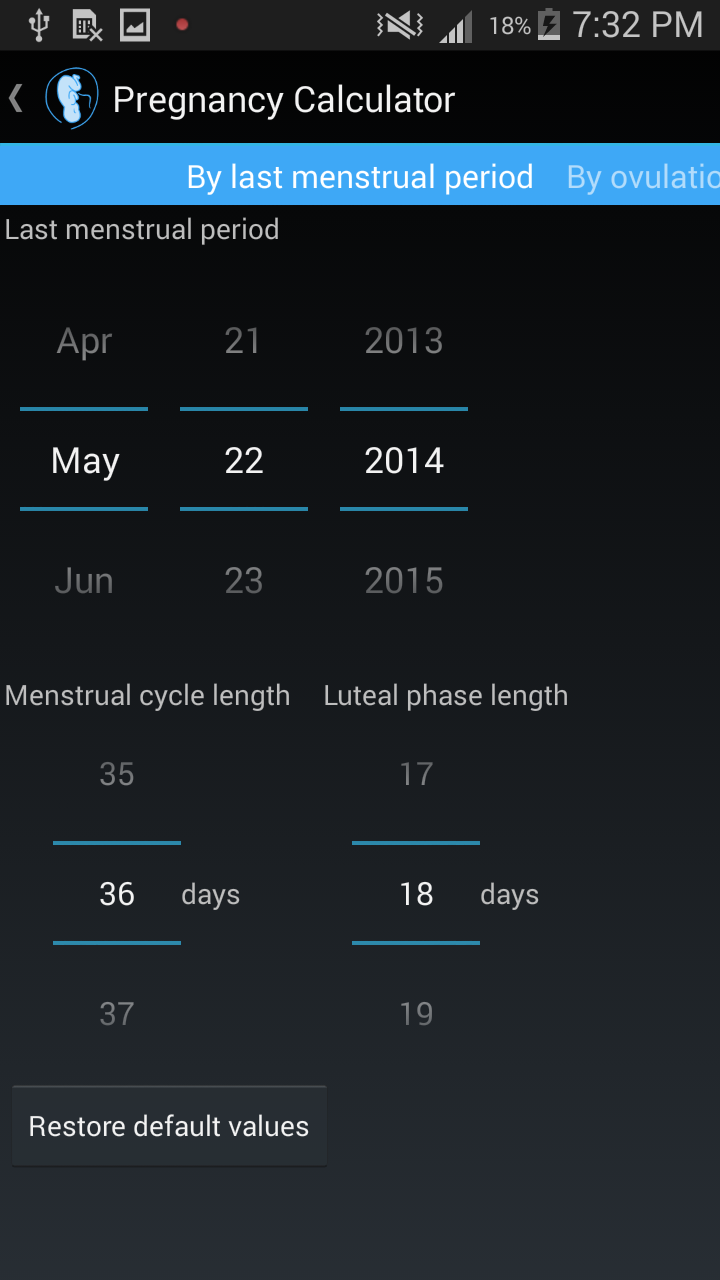 18% 7:32 PM
Pregnancy Calculator
By last menstrual period By ovulatio
Last menstrual period
Apr 21 2013
May 22 2014
Jun 23 2015
Menstrual cycle length Luteal phase length
35 17
36 days 18 days
37 19
Restore default values